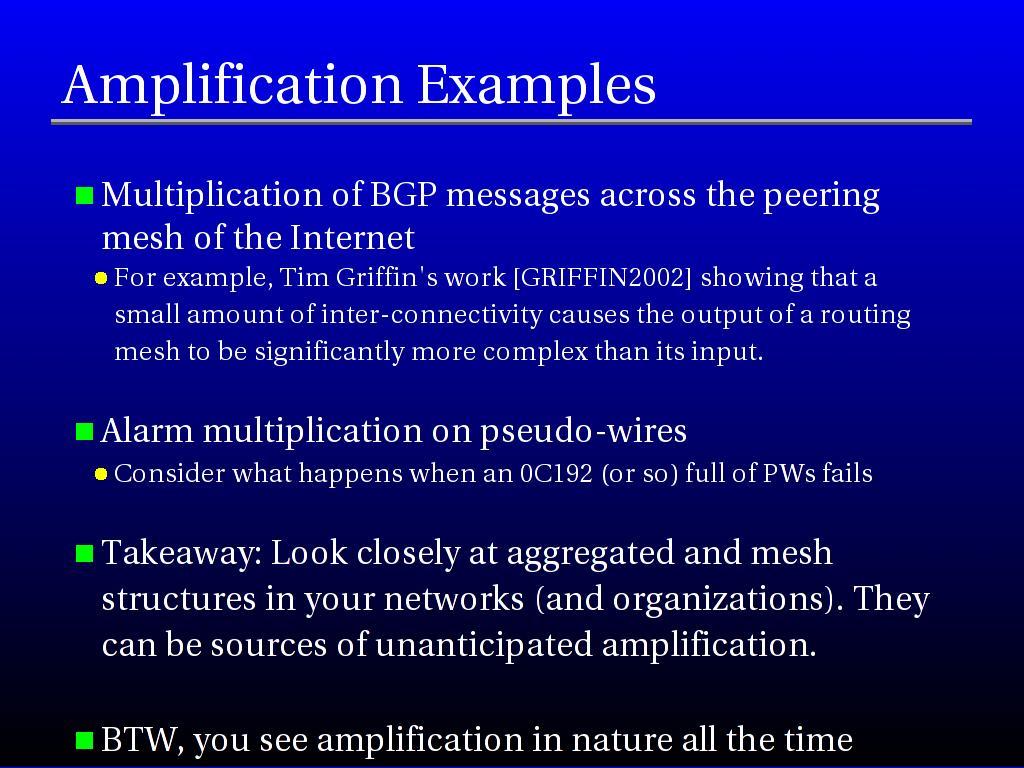 Amplification Examples
Multiplication of BGP messages across the peering
mesh of the Internet
For example, Tim Griffin's work [GRIFFIN2002] showing that a
small amount of inter-connectivity causes the output of a routing
mesh to be significantly more complex than its input.
Alarm multiplication on pseudo-wires
Consider what happens when an 0C192 (or so) full of PWs fails
Takeaway: Look closely at aggregated and mesh
structures in your networks (and organizations). They
can be sources of unanticipated amplification.
BTW, you see amplification in nature all the time